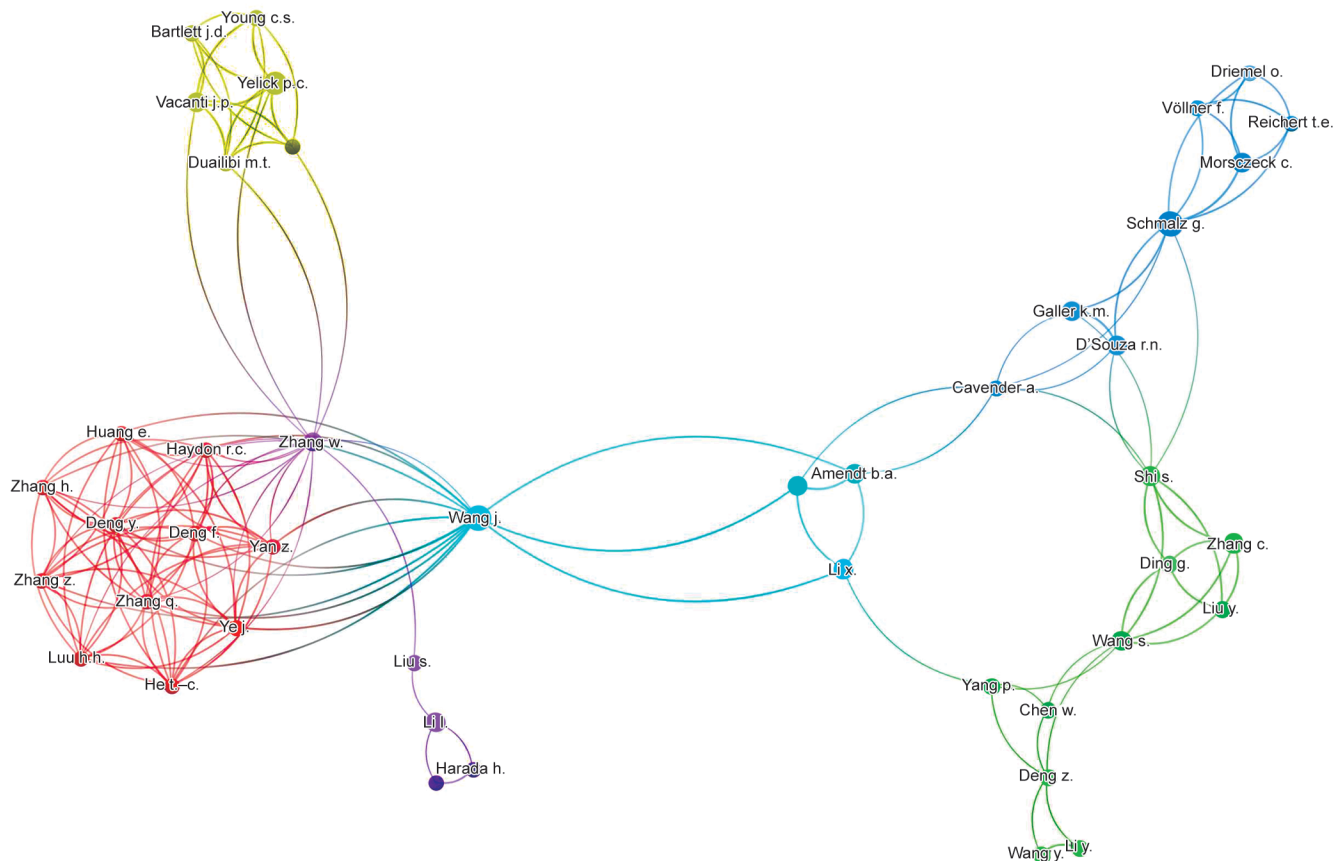 Young c.s.
Bartlett j.d.
Yelick p.c.
Vacanti j.p.
Duailibi m.t.
Driemel o.
Völlner f.
Reichert t.e.
Morsczeck c.
Schmalz g.
Galler k.m.
D'Souza r.n.
Cavender a.
Huang e.
Haydon r.c.
Zhang w.
Zhang h.
Deng y.
Deng f.
Yan z.
Wang j.
Amendt b.a.
Shi s.
Zhang c.
Ding g.
Li x.
Zhang z.
Zhang q.
Liu y.
Ye j.
Wang s.
Luu h.h.
Liu s.
He t.–c.
Yang p.
Chen w.
Li l.
Harada h.
Deng z.
Wang y.
Li y.